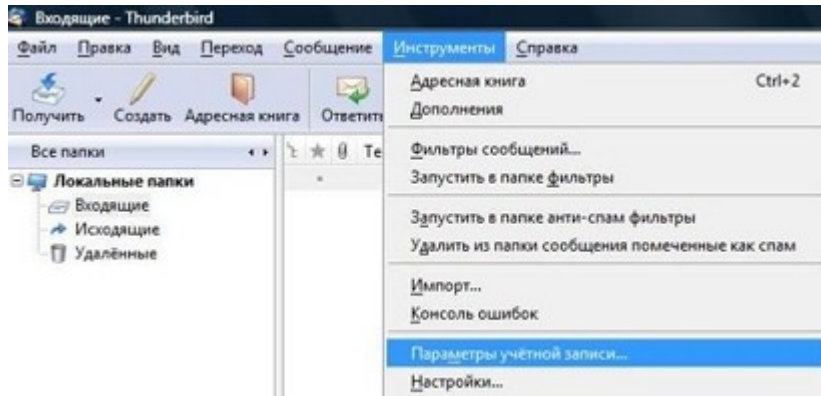 Входящие - Thunderbird
Файл Правка Вид Переход Сообщение Инструменты Справка
Получить Создать Адресная книга Ответить
Все папки Те
Локальные папки
Входящие
Исходящие
Удалённые
Адресная книга Ctrl+2
Дополнения
Фильтры сообщений...
Запустить в папке фильтры
Запустить в папке анти-спам фильтры
Удалить из папки сообщения помеченные как спам
Импорт...
Консоль ошибок
Параметры учётной записи...
Настройки...